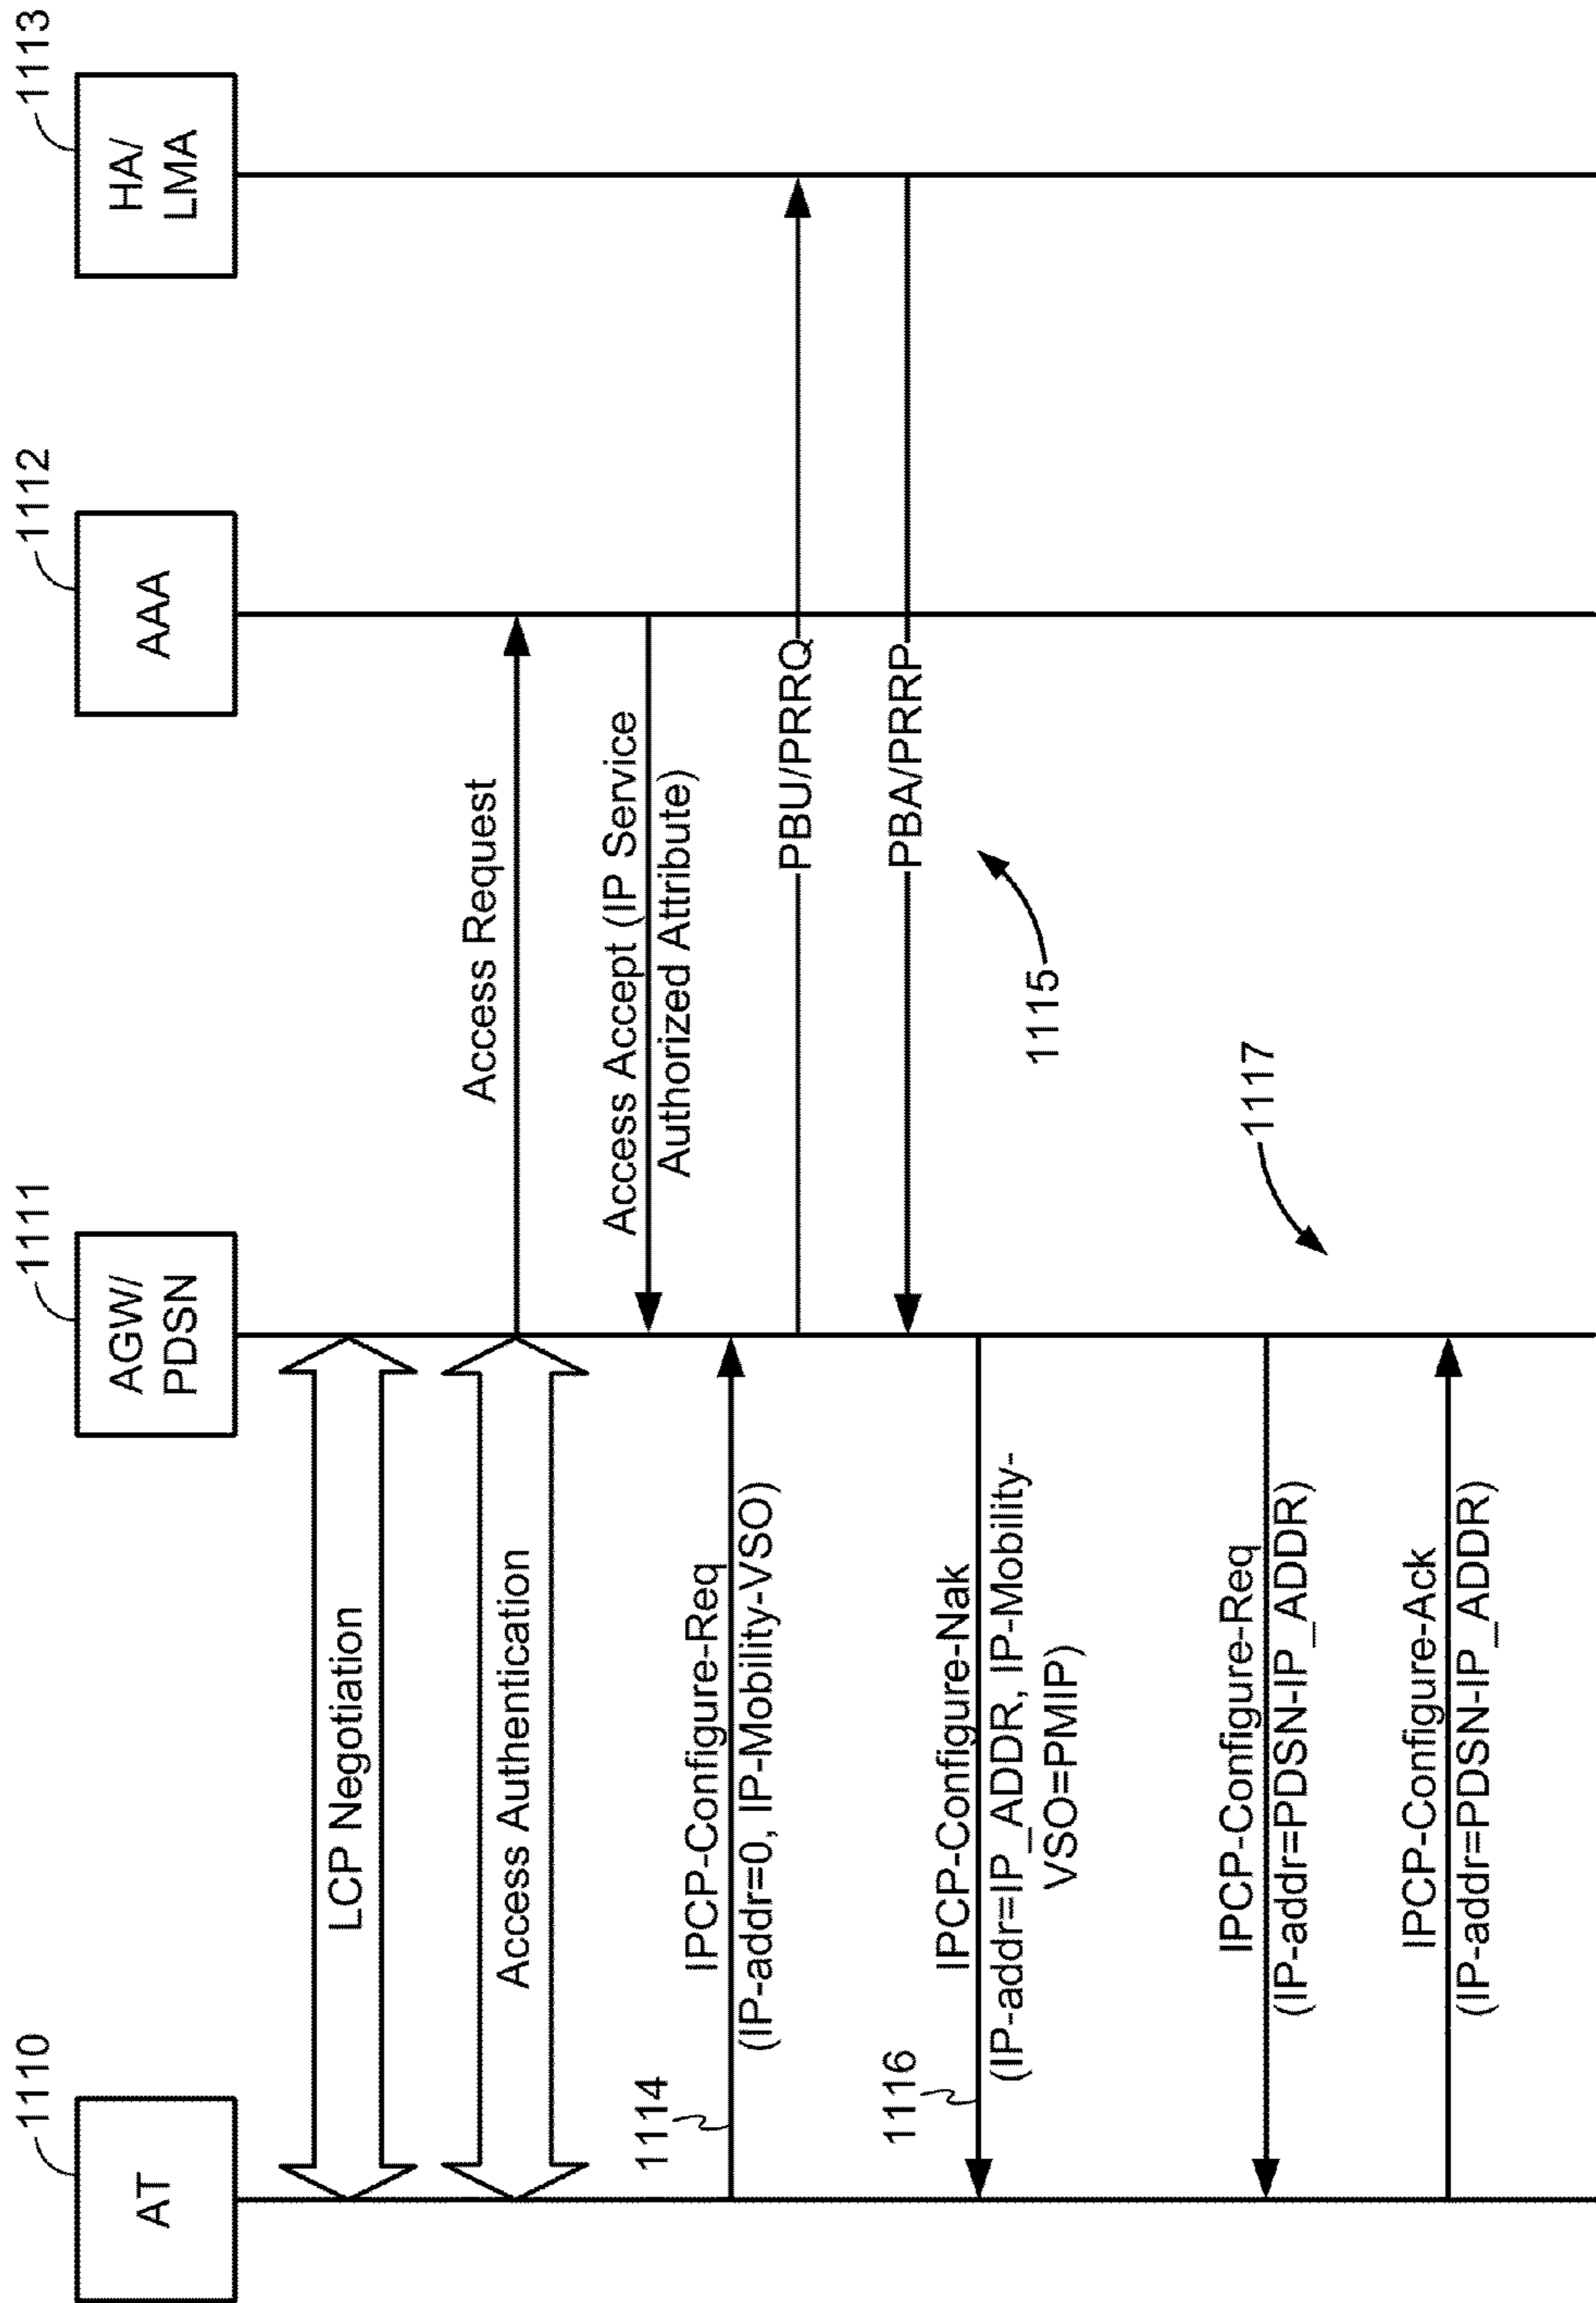 1110
AT
1111
AGW/
PDSN
1112
AAA
1113
HA/
LMA
LCP Negotiation
Access Authentication
Access Request
Access Accept (IP Service
Authorized Attribute)
1114
IPCP-Configure-Req
(IP-addr=0, IP-Mobility-VSO)
PBU/PRRQ
PBA/PRRP
1115
1116
IPCP-Configure-Nak
(IP-addr=IP_ADDR, IP-Mobility-
VSO=PMIP)
1117
IPCP-Configure-Req
(IP-addr=PDSN-IP_ADDR)
IPCP-Configure-Ack
(IP-addr=PDSN-IP_ADDR)